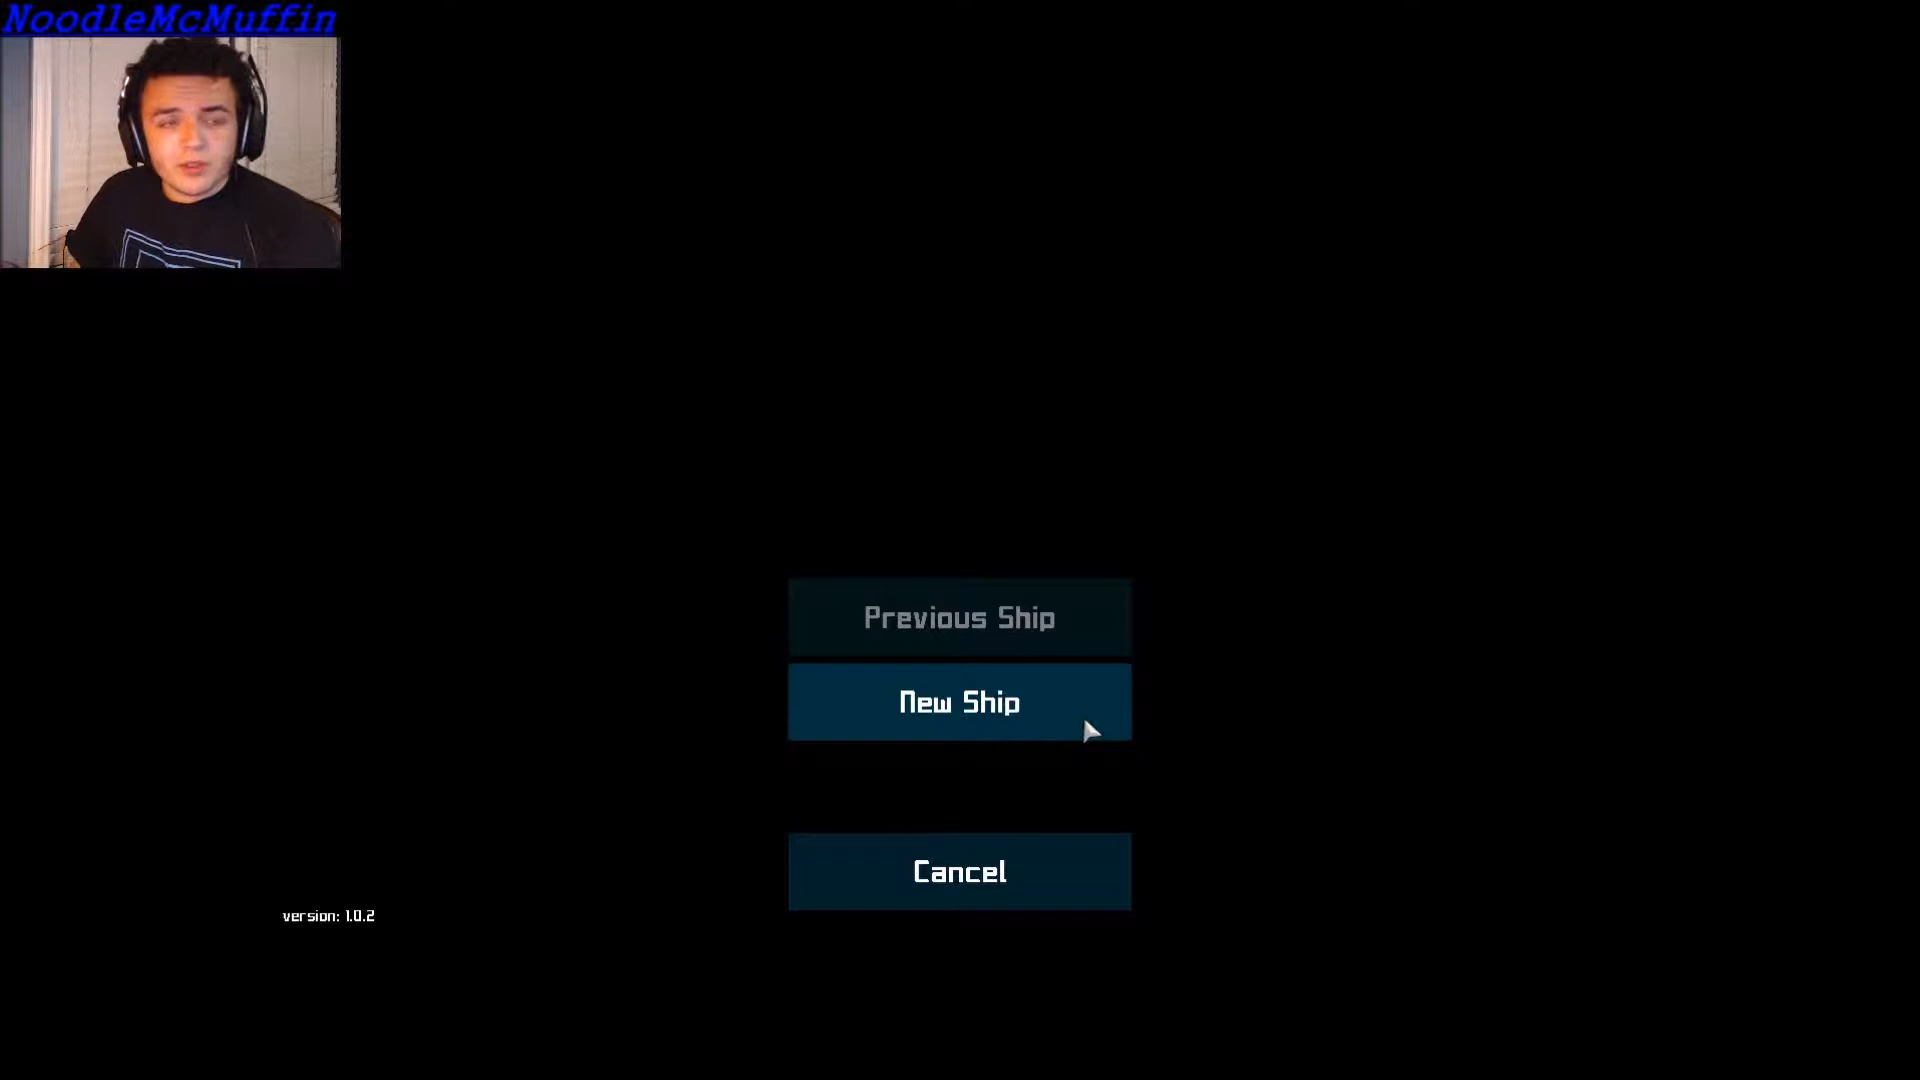 NoodleMcMuffin
Previous Ship
New Ship
Cancel
version: 1.0.2